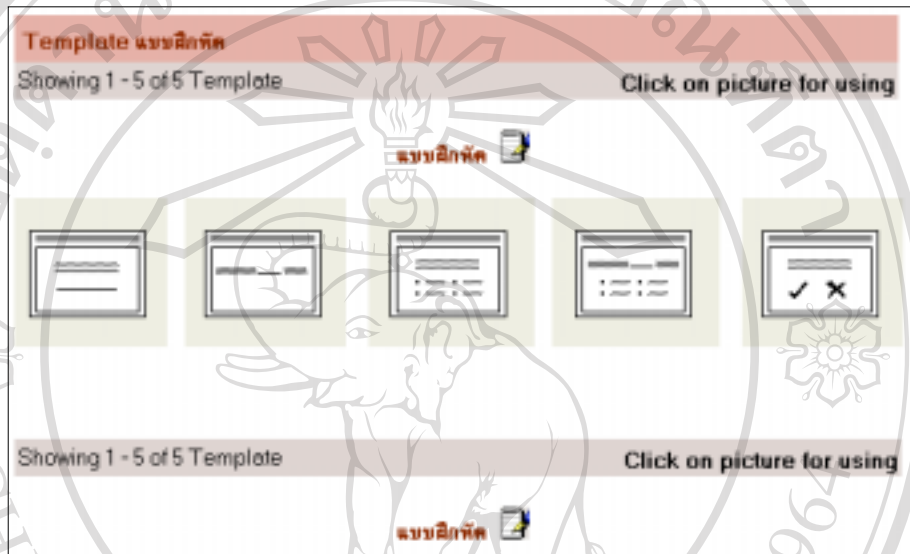 Template แบบฝึกหัด
Showing 1 - 5 of 5 Template Click on picture for using
แบบฝึกหัด
Showing 1 - 5 of 5 Template Click on picture for using
แบบฝึกหัด